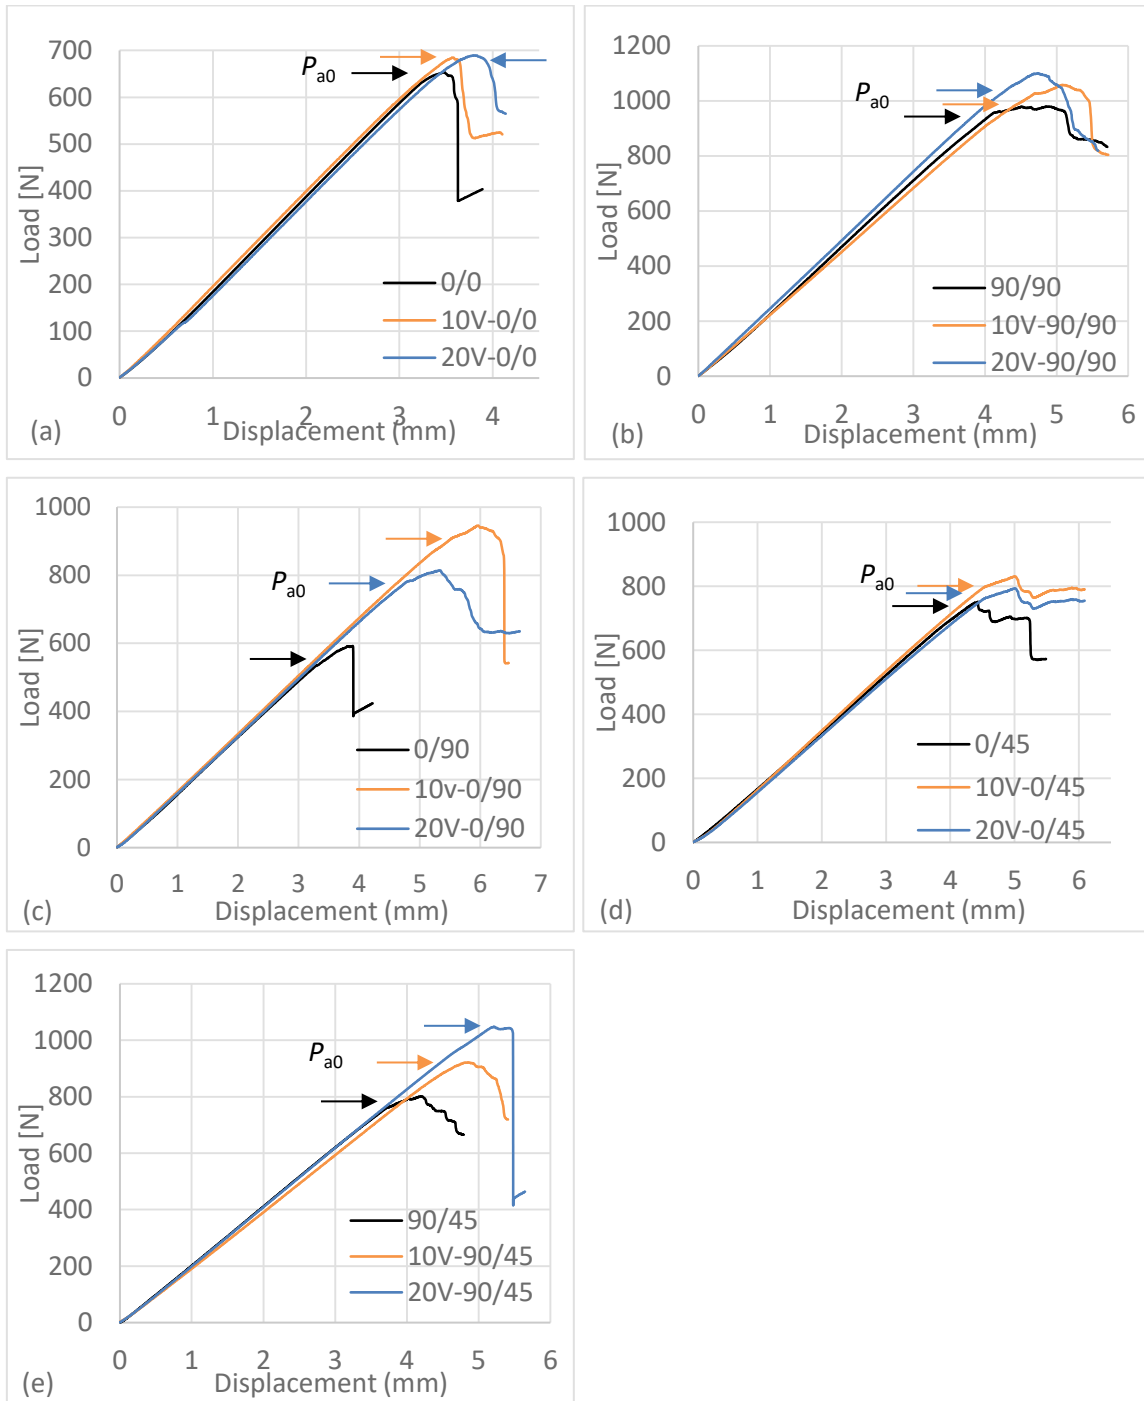 700
600
500
400
300
200
100
0
Load [N]
P a0
0/0
10V-0/0
20V-0/0
0 1 2 3 4
Displacement (mm)
(a)
1200
1000
800
600
400
200
0
Load [N]
P a0
90/90
10V-90/90
20V-90/90
0 1 2 3 4 5 6
Displacement (mm)
(b)
1000
800
600
400
200
0
Load [N]
P a0
0/90
10v-0/90
20V-0/90
0 1 2 3 4 5 6 7
Displacement (mm)
(c)
1000
800
600
400
200
0
Load [N]
P a0
0/45
10V-0/45
20V-0/45
0 1 2 3 4 5 6
Displacement (mm)
(d)
1200
1000
800
600
400
200
0
Load [N]
P a0
90/45
10V-90/45
20V-90/45
0 1 2 3 4 5 6
Displacement (mm)
(e)